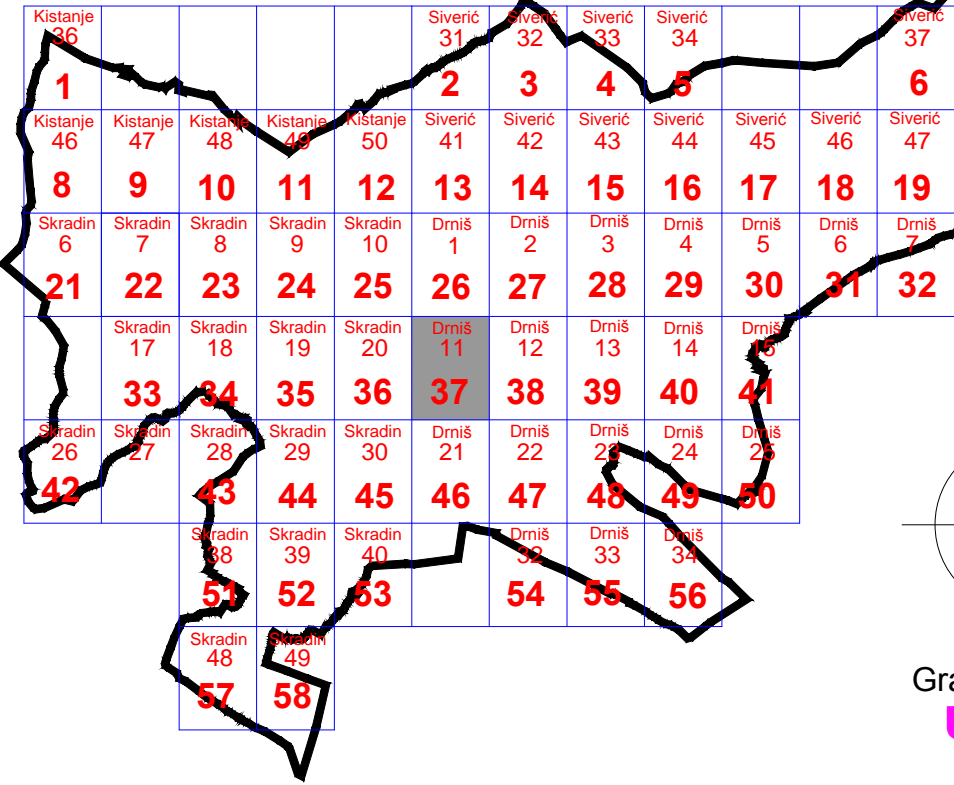 Kistanje Siverić Siverić Siverić Siverić Siverić
36 31 32 33 34 37
1 2 3 4 5 6
Kistanje Kistanje Kistanje Kistanje Kistanje Siverić Siverić Siverić Siverić Siverić Siverić Siverić
46 47 48 49 50 41 42 43 44 45 46 47
8 9 10 11 12 13 14 15 16 17 18 19
Skradin Skradin Skradin Skradin Skradin Drniš Drniš Drniš Drniš Drniš Drniš Drniš
6 7 8 9 10 1 2 3 4 5 6 7
21 22 23 24 25 26 27 28 29 30 31 32
Skradin Skradin Skradin Skradin Drniš Drniš Drniš Drniš Drniš
17 18 19 20 11 12 13 14 15
33 34 35 36 37 38 39 40 41
Skradin Skradin Skradin Skradin Skradin Drniš Drniš Drniš Drniš Drniš
26 27 28 29 30 21 22 23 24 25
42 43 44 45 46 47 48 49 50
Skradin Skradin Skradin Drniš Drniš Drniš
38 39 40 32 33 34
51 52 53 54 55 56
Skradin Skradin
48 49
57 58